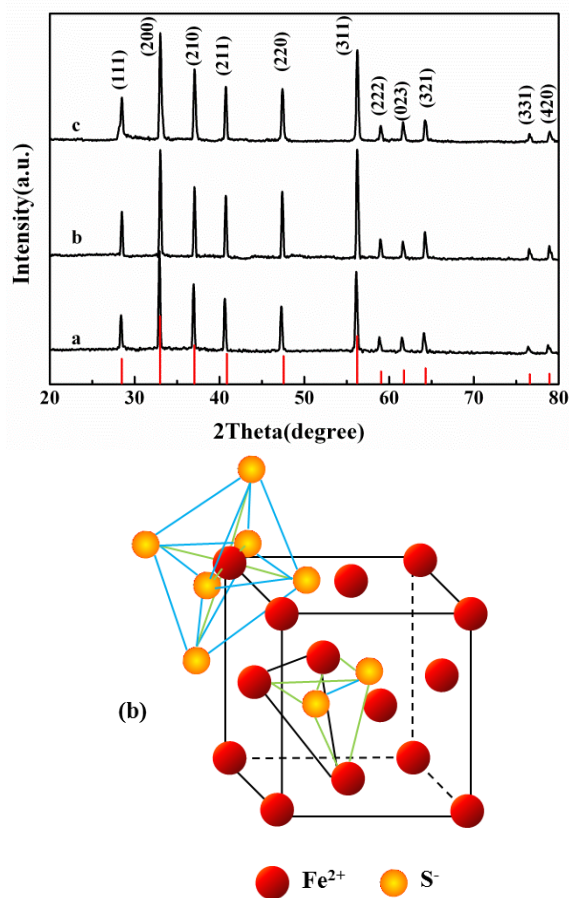 (111)
(200)
(210)
(211)
(220)
(311)
(222)
(023)
(321)
(331)
(420)
c
b
a
Intensity(a.u.)
20 30 40 50 60 70 80
2Theta(degree)
(b)
Fe²⁺ S⁻